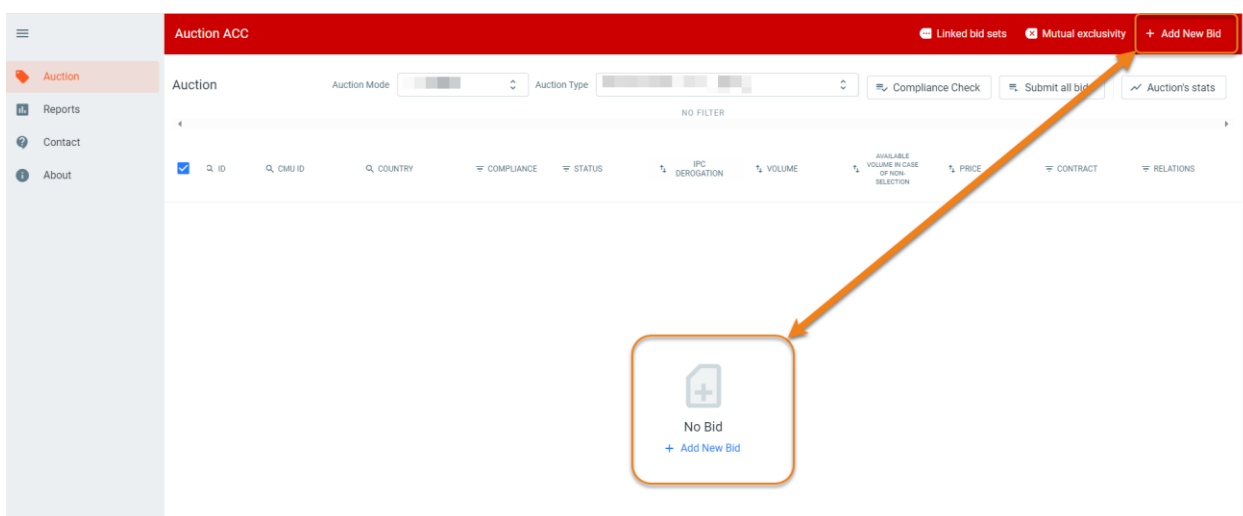 Auction ACC
Linked bid sets
Mutual exclusivity
+ Add New Bid
Auction
Reports
Contact
About
Auction
Auction Mode
Auction Type
Compliance Check
Submit all bid
Auction's stats
NO FILTER
ID
CMU ID
COUNTRY
COMPLIANCE
STATUS
IPC
DEROGATION
VOLUME
AVAILABLE
VOLUME IN CASE
OF NON-
SELECTION
PRICE
CONTRACT
RELATIONS
No Bid
+ Add New Bid